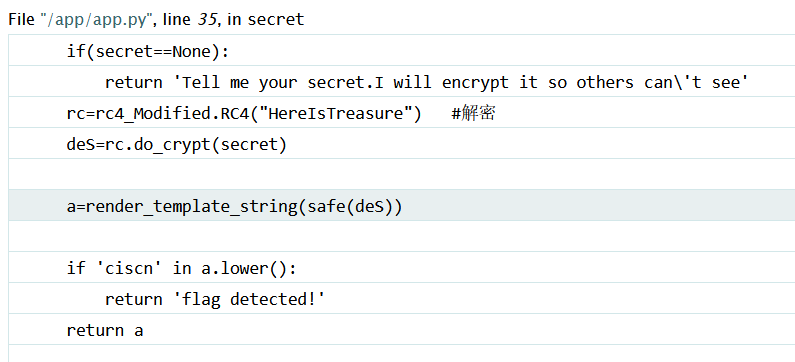 File "/app/app.py", line 35, in secret
if(secret==None):
return 'Tell me your secret.I will encrypt it so others can\'t see'
rc=rc4_Modified.RC4("HereIsTreasure")   #解密
deS=rc.do_crypt(secret)
a=render_template_string(safe(deS))
if 'ciscn' in a.lower():
return 'flag detected!'
return a